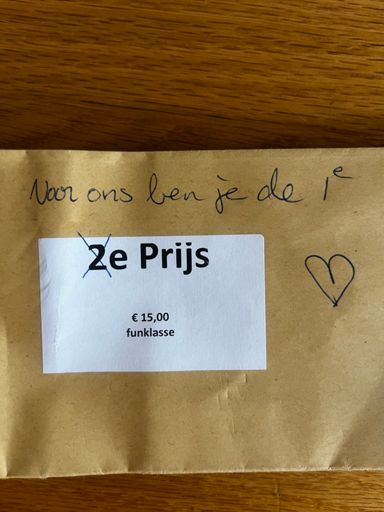 Voor ons ben je de 1e
2e Prijs
€ 15,00
funklasse